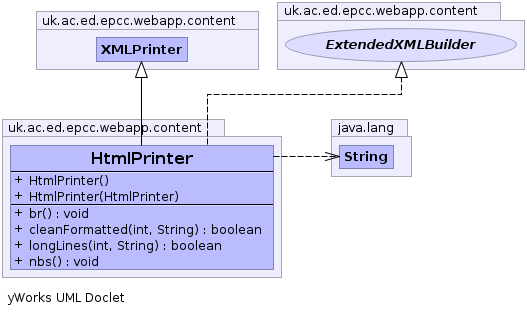 uk.ac.ed.epcc.webapp.content
XMLPrinter
uk.ac.ed.epcc.webapp.content
ExtendedXMLBuilder
uk.ac.ed.epcc.webapp.content
HtmlPrinter
+ HtmlPrinter()
+ HtmlPrinter(HtmlPrinter)
+ br() : void
+ cleanFormatted(int, String) : boolean
+ longLines(int, String) : boolean
+ nbs() : void
java.lang
String
yWorks UML Doclet